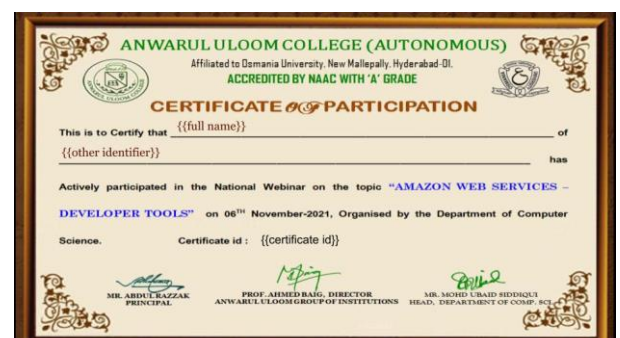 ANWARUL ULOOM COLLEGE (AUTONOMOUS)
Affiliated to Osmania University, New Mallepally, Hyderabad-01.
ACCREDITED BY NAAC WITH 'A' GRADE
CERTIFICATE OF PARTICIPATION
This is to Certify that {{full name}} of
{{other identifier}} has
Actively participated in the National Webinar on the topic “AMAZON WEB SERVICES –
DEVELOPER TOOLS” on 06TH November-2021, Organised by the Department of Computer
Science. Certificate id : {{certificate id}}
MR. ABDUL RAZZAK
PRINCIPAL
PROF. AHMED BAIG, DIRECTOR
ANWARUL ULOOM GROUP OF INSTITUTIONS
MR. MOHD UBAID SIDDIQUI
HEAD, DEPARTMENT OF COMP. SCI.